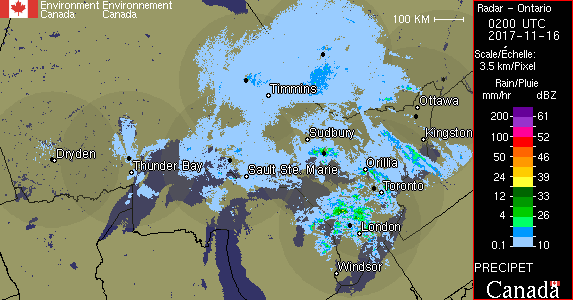 Environment Environnement
Canada Canada
100 KM
Timmins
Ottawa
Sudbury
Kingston
Dryden
Thunder Bay
Sault Ste. Marie
Orillia
Toronto
London
Windsor
Radar - Ontario
0200 UTC
2017-11-16
Scale/Échelle:
3.5 km/Pixel
Rain/Pluie
mm/hr dBZ
200 61
100 52
50 46
24 39
12 33
4 26
0.1 10
PRECIPET
Canada